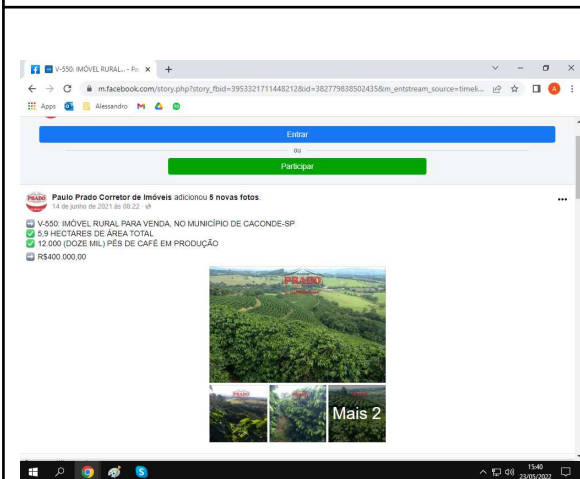 V-550: IMÓVEL RURAL... - Pa
m.facebook.com/story.php?story_fbid=3953321711448212&id=382779838502435&m_entstream_source=timeli...
Apps
Alessandro
Entrar
ou
Participar
Paulo Prado Corretor de Imóveis adicionou 5 novas fotos.
14 de junho de 2021 às 08:22
V-550: IMÓVEL RURAL PARA VENDA, NO MUNICÍPIO DE CACONDE-SP
5,9 HECTARES DE ÁREA TOTAL
12.000 (DOZE MIL) PÉS DE CAFÉ EM PRODUÇÃO
R$400.000,00
PRADO
PRADO
PRADO
Mais 2
15:40
23/05/2022